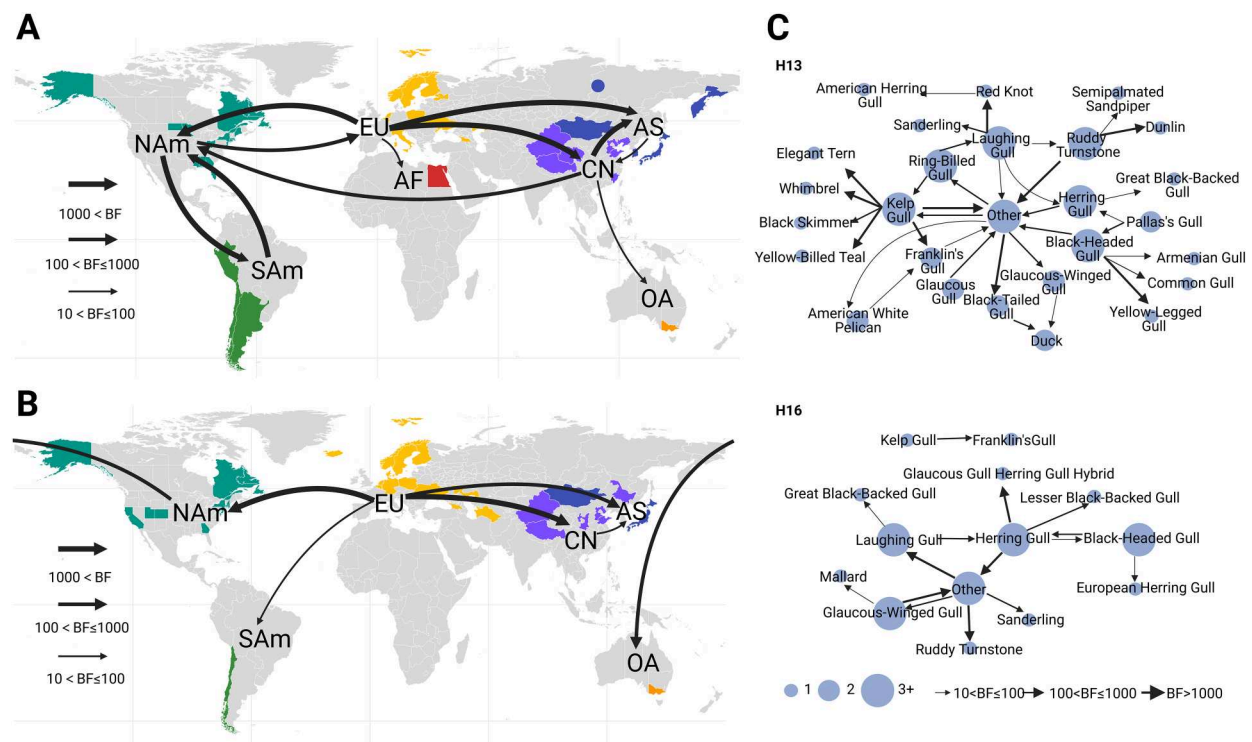 A
NAm
EU
AS
CN
AF
SAm
OA
1000 < BF
100 < BF≤1000
10 < BF≤100
B
NAm
EU
AS
CN
SAm
OA
1000 < BF
100 < BF≤1000
10 < BF≤100
C
H13
American Herring
Gull
Red Knot
Semipalmated
Sandpiper
Sanderling
Laughing
Gull
Ruddy
Turnstone
Dunlin
Elegant Tern
Ring-Billed
Gull
Whimbrel
Great Black-Backed
Gull
Kelp
Gull
Other
Herring
Gull
Black Skimmer
Pallas's Gull
Yellow-Billed Teal
Franklin's
Gull
Black-Headed
Gull
Armenian Gull
Glaucous
Gull
Glaucous-Winged
Gull
Common Gull
Black-Tailed
Gull
American White
Pelican
Yellow-Legged
Gull
Duck
H16
Kelp Gull
Franklin'sGull
Glaucous Gull Herring Gull Hybrid
Great Black-Backed Gull
Lesser Black-Backed Gull
Laughing Gull
Herring Gull
Black-Headed Gull
Mallard
Other
European Herring Gull
Glaucous-Winged Gull
Sanderling
Ruddy Turnstone
1 2 3+ 10<BF≤100 100<BF≤1000 BF>1000